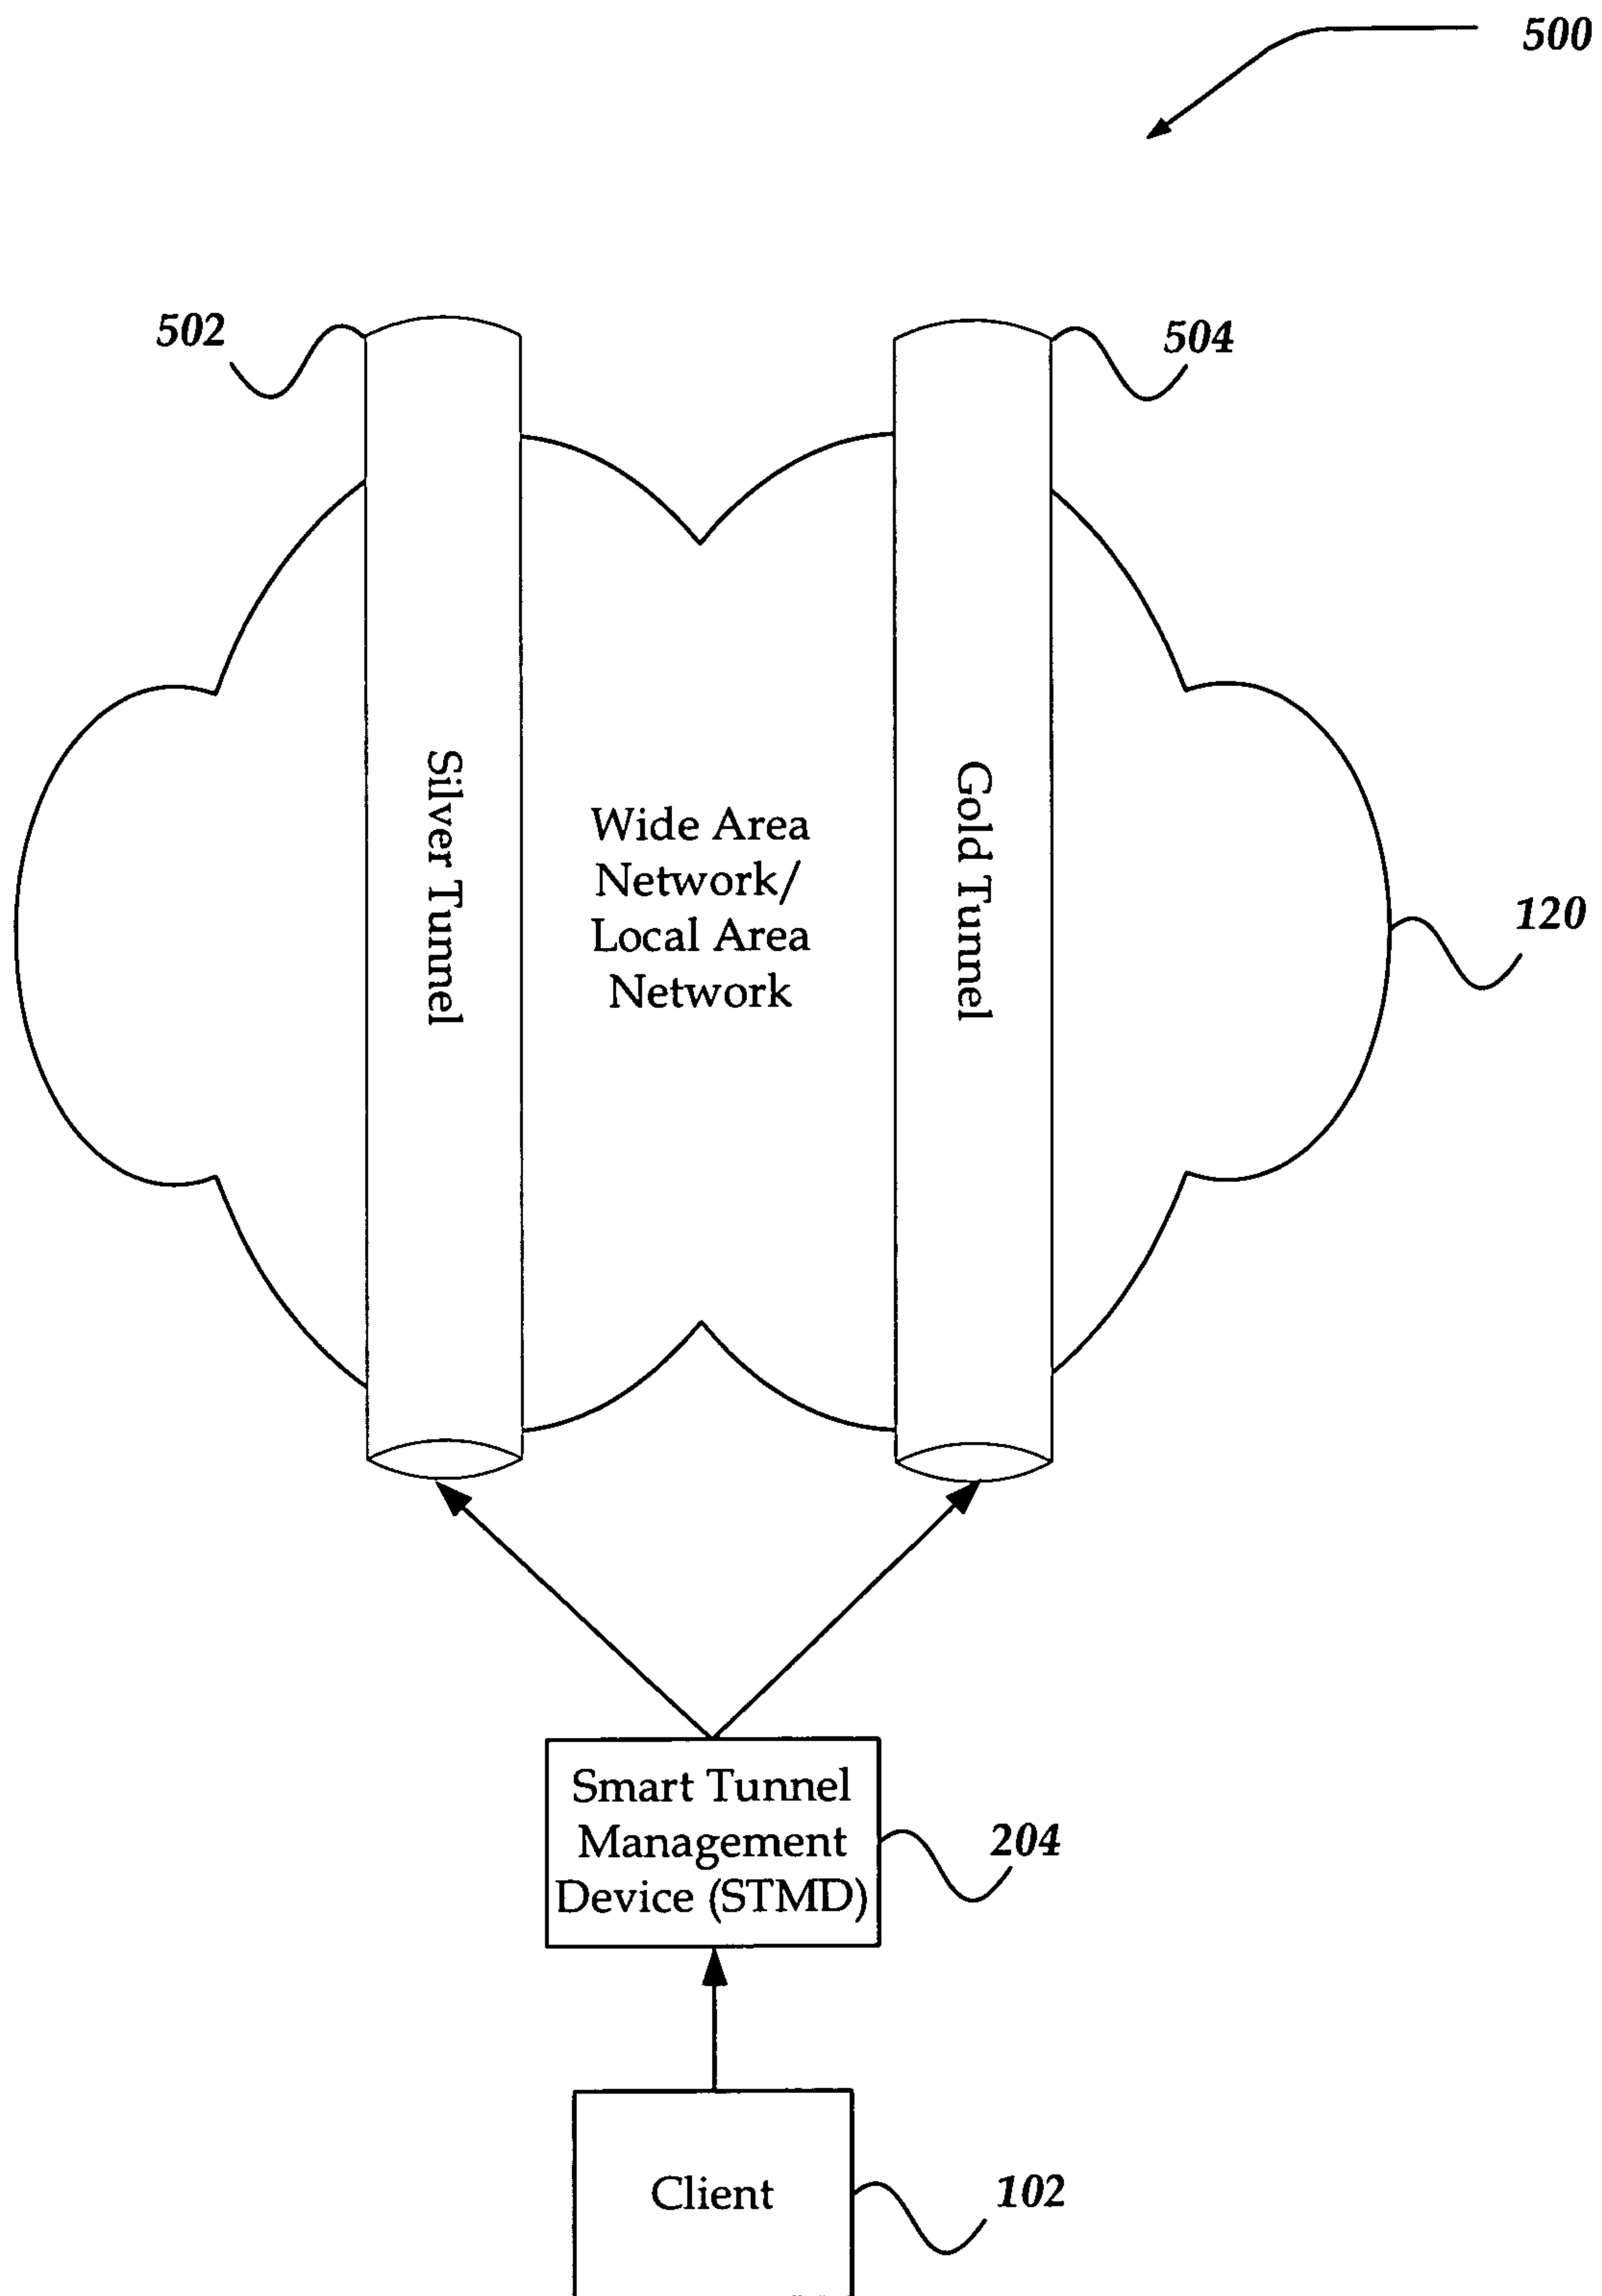 500
502
504
Silver Tunnel
Wide Area
Network/
Local Area
Network
Gold Tunnel
120
Smart Tunnel
Management
Device (STMD)
204
Client
102